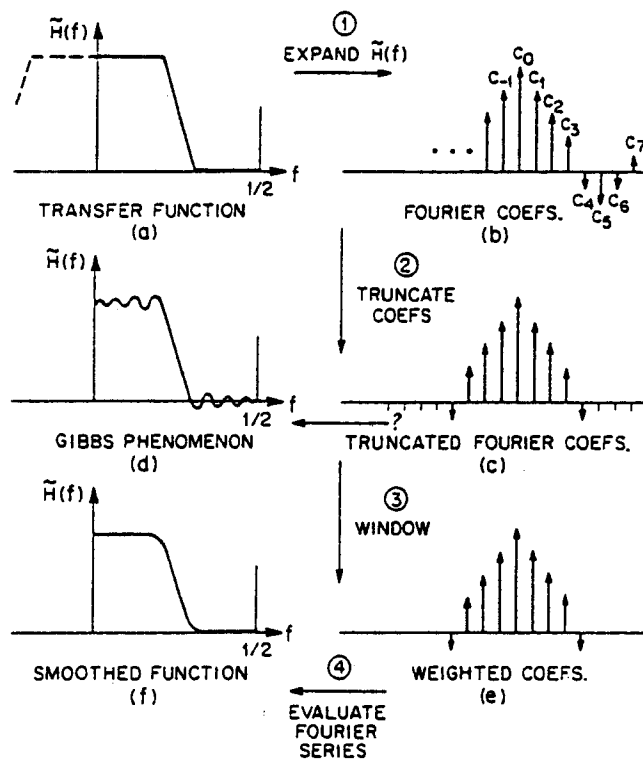 H̃(f)
f
1/2
TRANSFER FUNCTION
(a)
①
EXPAND H̃(f)
C₀
C₋₁
C₁
C₂
C₃
C₇
C₄
C₆
C₅
...
FOURIER COEFS.
(b)
②
TRUNCATE
COEFS
H̃(f)
f
1/2
GIBBS PHENOMENON
(d)
?
TRUNCATED FOURIER COEFS.
(c)
③
WINDOW
H̃(f)
f
1/2
SMOOTHED FUNCTION
(f)
④
EVALUATE
FOURIER
SERIES
WEIGHTED COEFS.
(e)